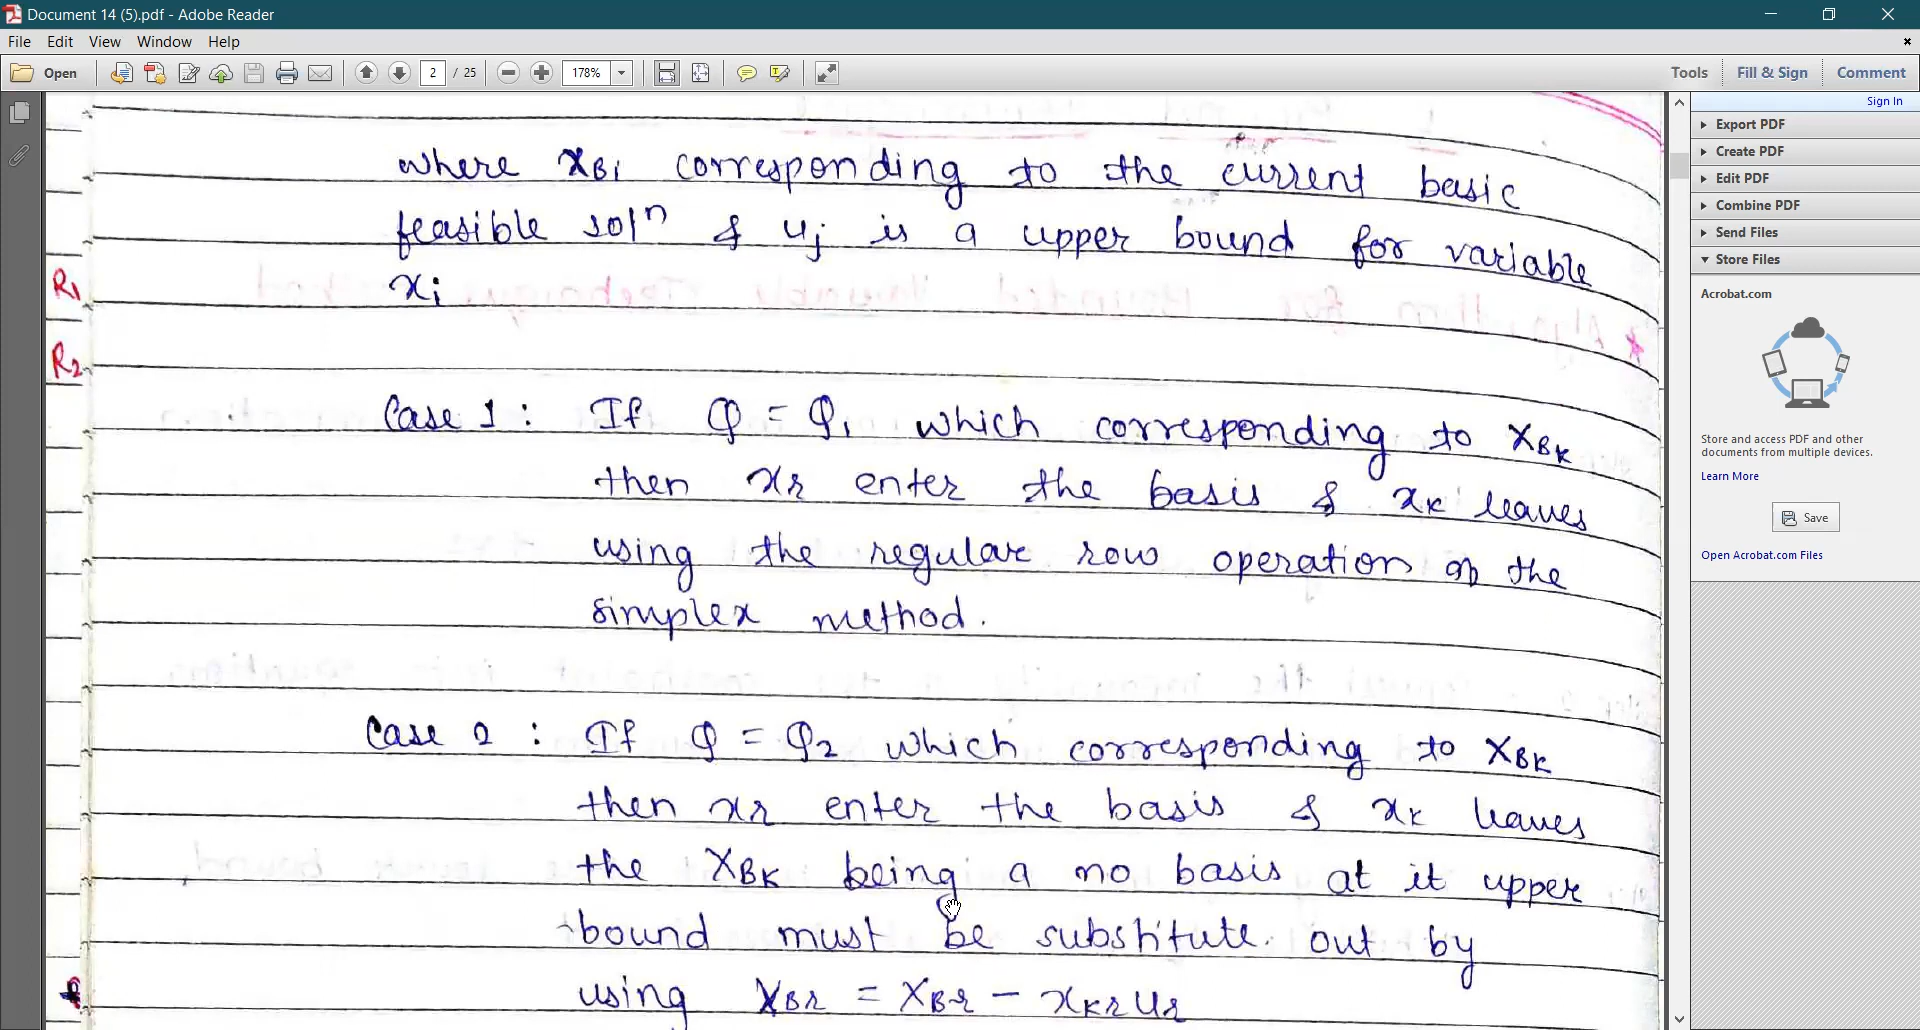 Document 14 (5).pdf - Adobe Reader
File Edit View Window Help
Open 2 / 25 178% Tools Fill & Sign Comment
Sign In
Export PDF
Create PDF
Edit PDF
Combine PDF
Send Files
Store Files
Acrobat.com
Store and access PDF and other
documents from multiple devices.
Learn More
Save
Open Acrobat.com Files
where xBi corresponding to the current basic
feasible solⁿ & uj is a upper bound for variable
xi
R1
R2
Case 1 : If φ = φ1 which corresponding to XBK
then xr enter the basis & xK leaves
using the regular row operation on the
simplex method.
Case 2 : If φ = φ2 which corresponding to XBK
then xr enter the basis & xK leaves
the XBK being a no basis at it upper
bound must be substitute out by
using XBr = XBr - xKr ur